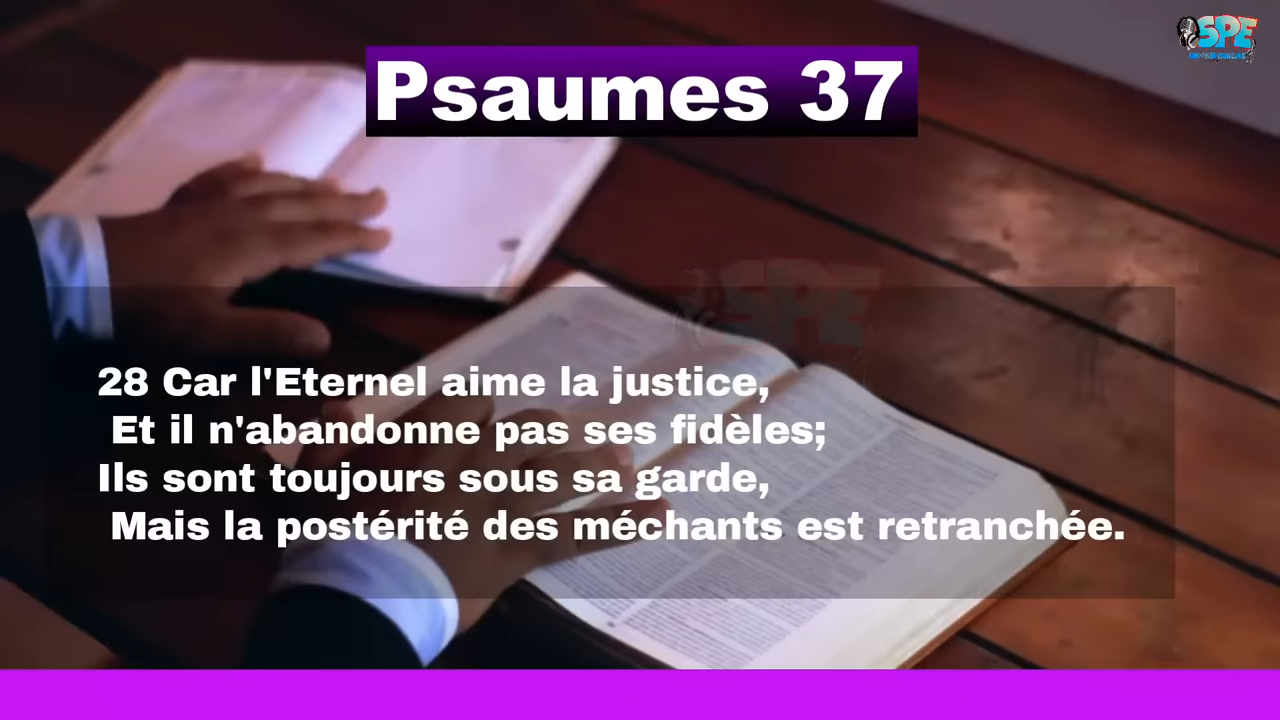 SPE
Psaumes 37
28 Car l'Eternel aime la justice,
Et il n'abandonne pas ses fidèles;
Ils sont toujours sous sa garde,
Mais la postérité des méchants est retranchée.